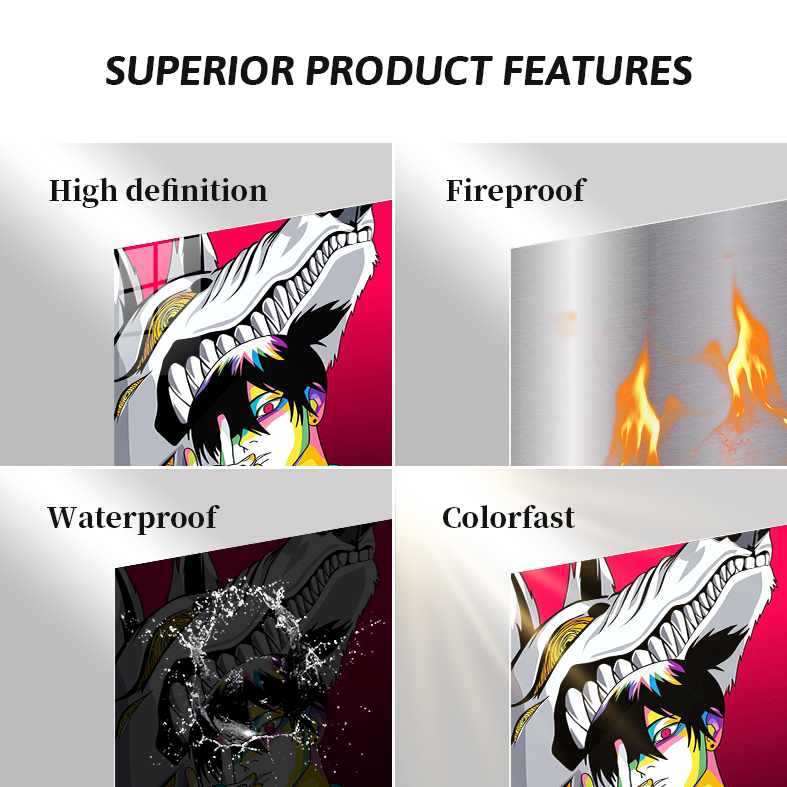 SUPERIOR PRODUCT FEATURES
High definition
Fireproof
Waterproof
Colorfast